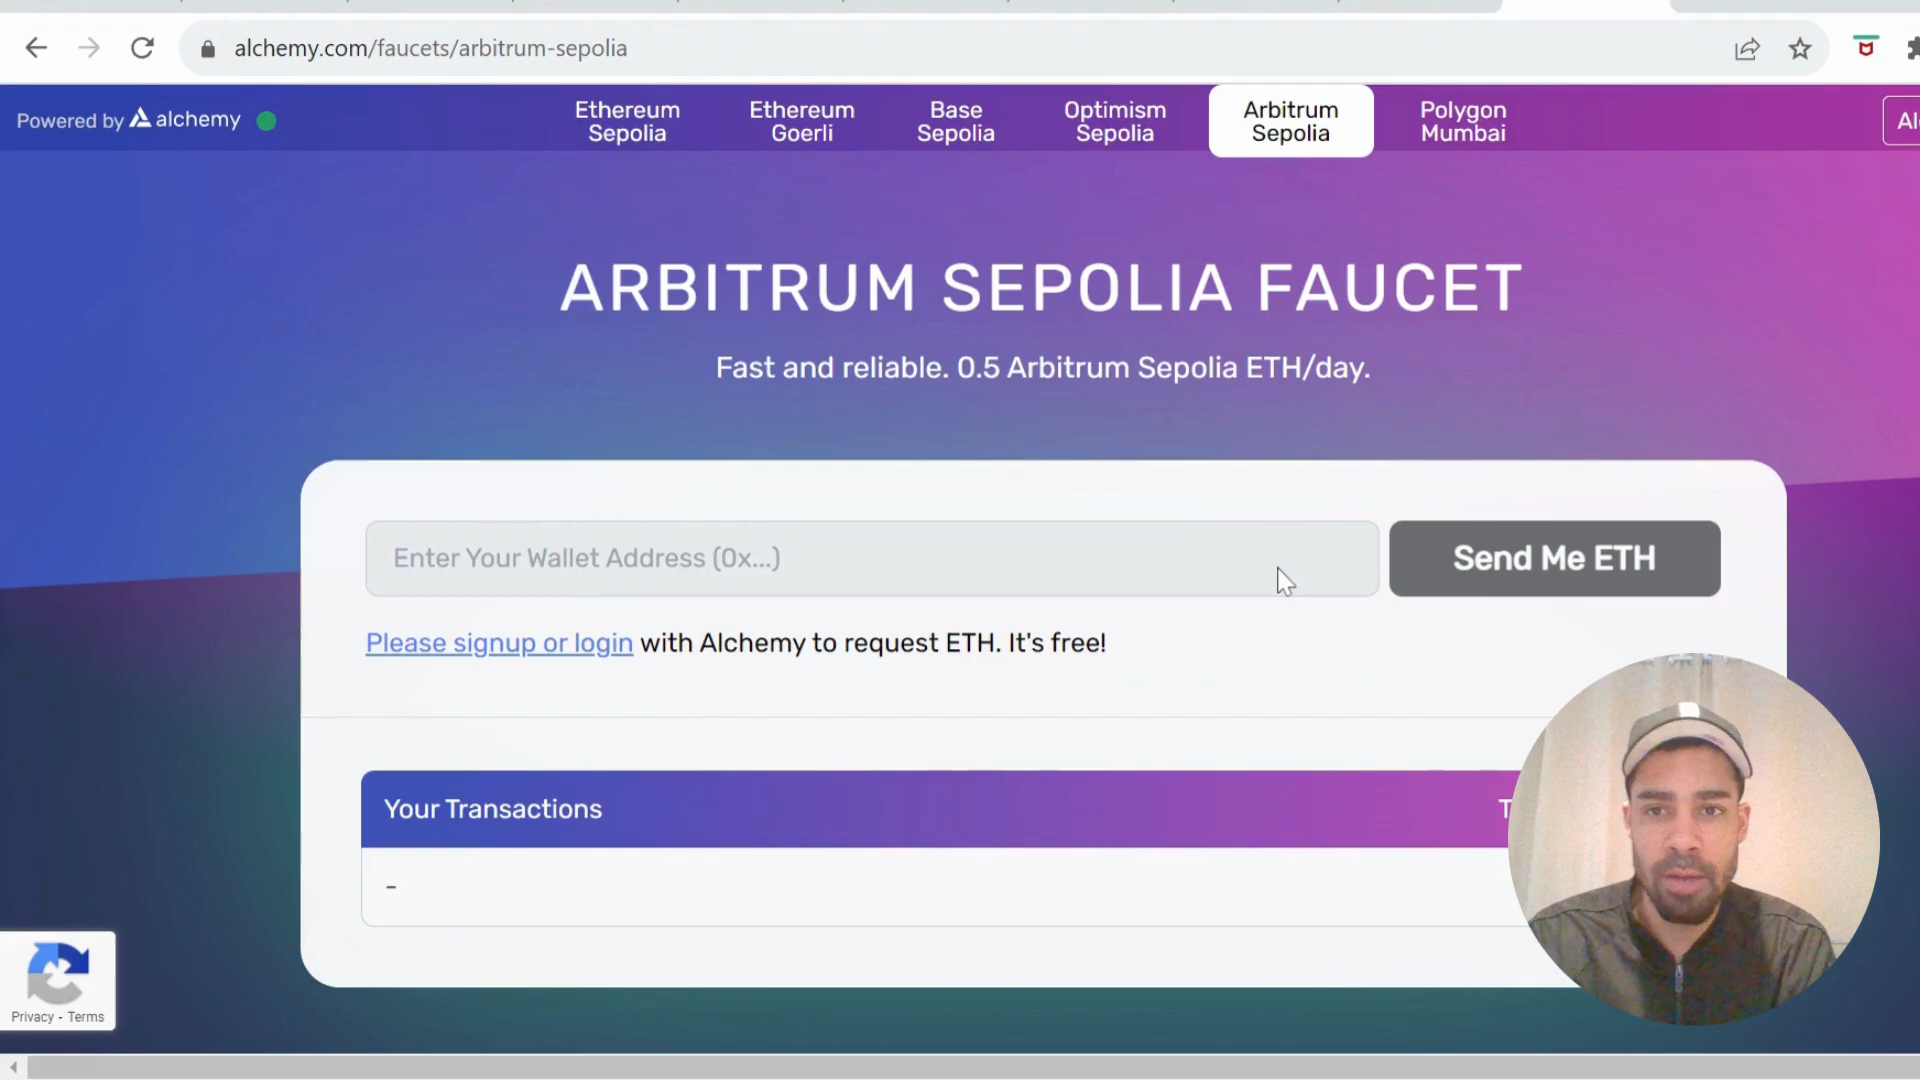 alchemy.com/faucets/arbitrum-sepolia
Powered by alchemy
Ethereum
Sepolia
Ethereum
Goerli
Base
Sepolia
Optimism
Sepolia
Arbitrum
Sepolia
Polygon
Mumbai
ARBITRUM SEPOLIA FAUCET
Fast and reliable. 0.5 Arbitrum Sepolia ETH/day.
Enter Your Wallet Address (0x...)
Send Me ETH
Please signup or login with Alchemy to request ETH. It's free!
Your Transactions
-
Privacy - Terms